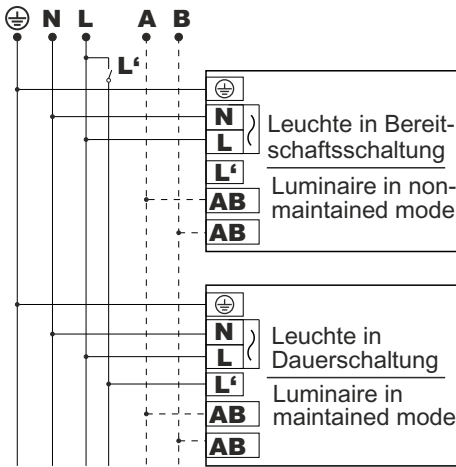 N L A B
L‘
N
L
L‘
AB
AB
Leuchte in Bereit-
schaftsschaltung
Luminaire in non-
maintained mode
N
L
L‘
AB
AB
Leuchte in
Dauerschaltung
Luminaire in
maintained mode